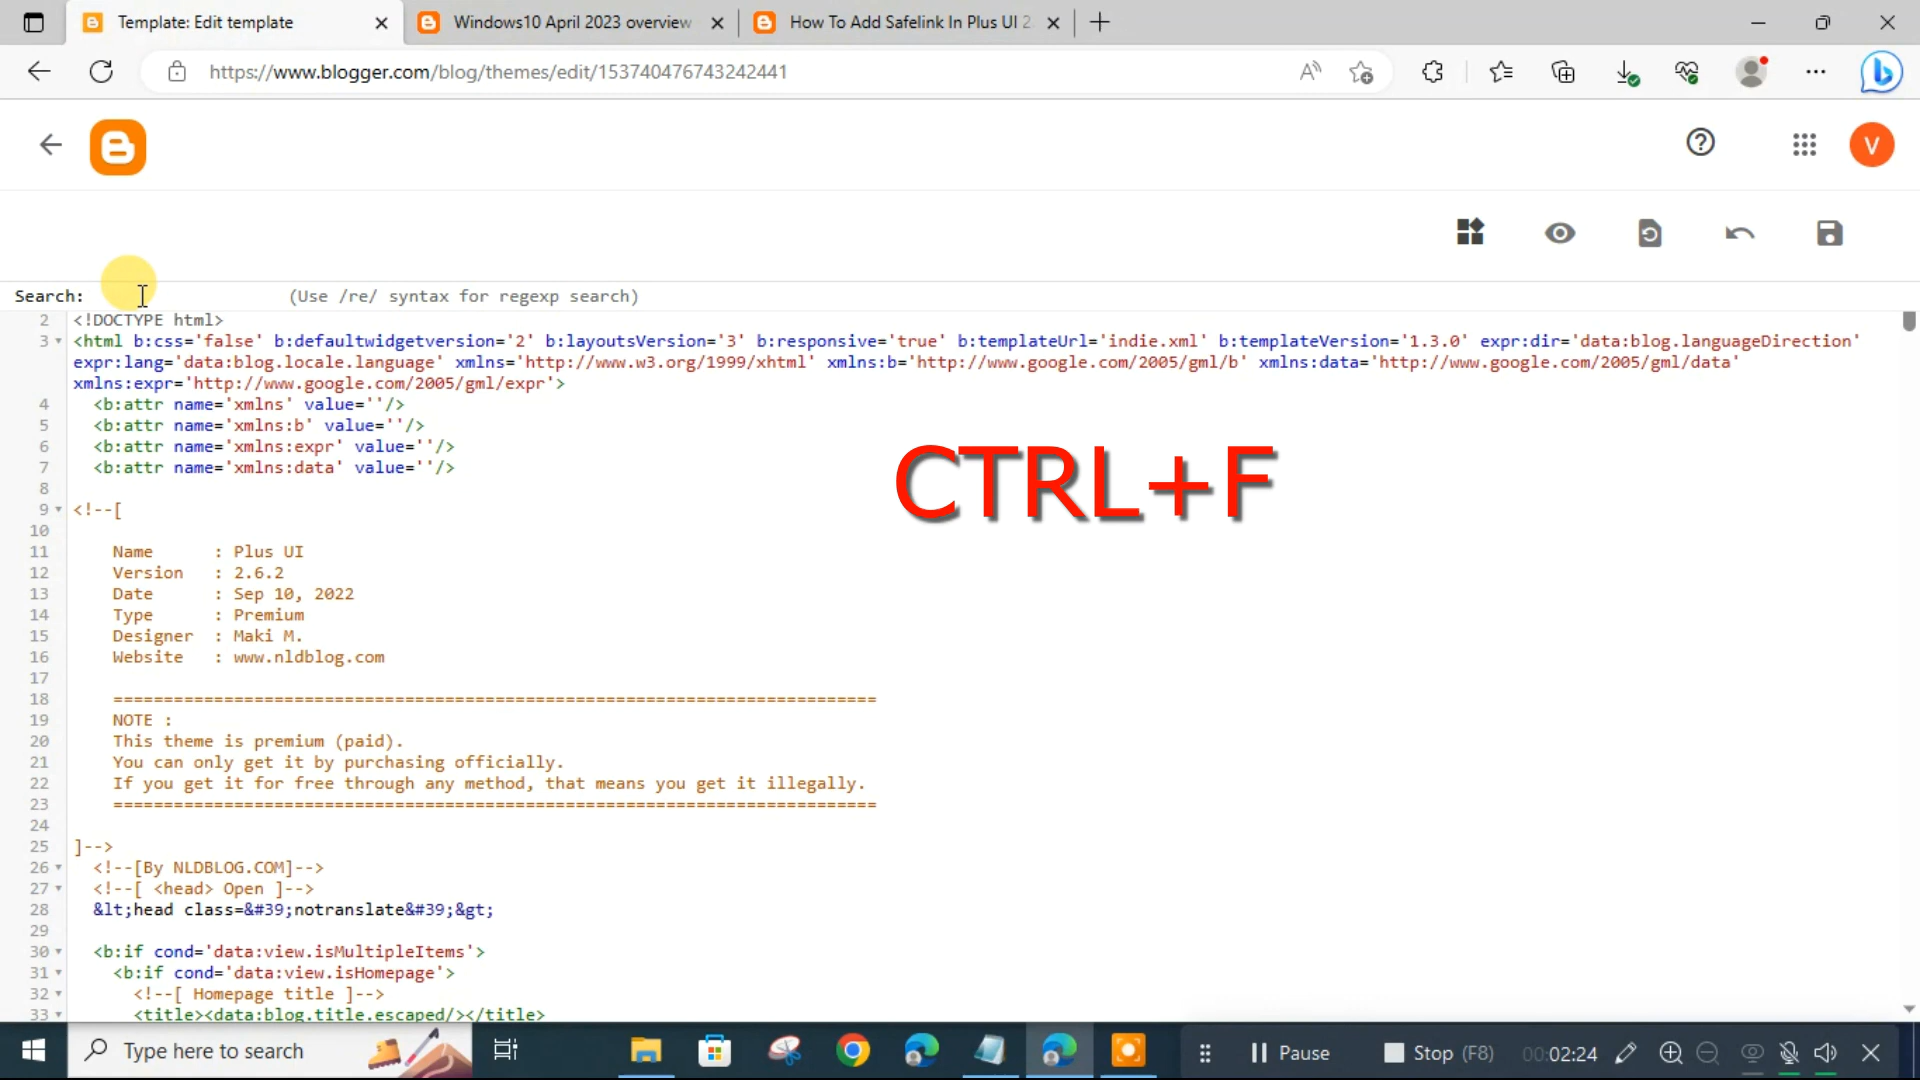 Template: Edit template
Windows10 April 2023 overview
How To Add Safelink In Plus UI 2
https://www.blogger.com/blog/themes/edit/153740476743242441
V
Search: (Use /re/ syntax for regexp search)
2 <!DOCTYPE html>
3 <html b:css='false' b:defaultwidgetversion='2' b:layoutsVersion='3' b:responsive='true' b:templateUrl='indie.xml' b:templateVersion='1.3.0' expr:dir='data:blog.languageDirection'
expr:lang='data:blog.locale.language' xmlns='http://www.w3.org/1999/xhtml' xmlns:b='http://www.google.com/2005/gml/b' xmlns:data='http://www.google.com/2005/gml/data'
xmlns:expr='http://www.google.com/2005/gml/expr'>
4 <b:attr name='xmlns' value=''/>
5 <b:attr name='xmlns:b' value=''/>
6 <b:attr name='xmlns:expr' value=''/>
7 <b:attr name='xmlns:data' value=''/>
8
CTRL+F
9 <!--[
10
11 Name : Plus UI
12 Version : 2.6.2
13 Date : Sep 10, 2022
14 Type : Premium
15 Designer : Maki M.
16 Website : www.nldblog.com
17
18 ============================================================================
19 NOTE :
20 This theme is premium (paid).
21 You can only get it by purchasing officially.
22 If you get it for free through any method, that means you get it illegally.
23 ============================================================================
24
25 ]-->
26 <!--[By NLDBLOG.COM]-->
27 <!--[ <head> Open ]-->
28 &lt;head class=&#39;notranslate&#39;&gt;
29
30 <b:if cond='data:view.isMultipleItems'>
31 <b:if cond='data:view.isHomepage'>
32 <!--[ Homepage title ]-->
33 <title><data:blog.title.escaped/></title>
Type here to search
Pause
Stop (F8)
00:02:24